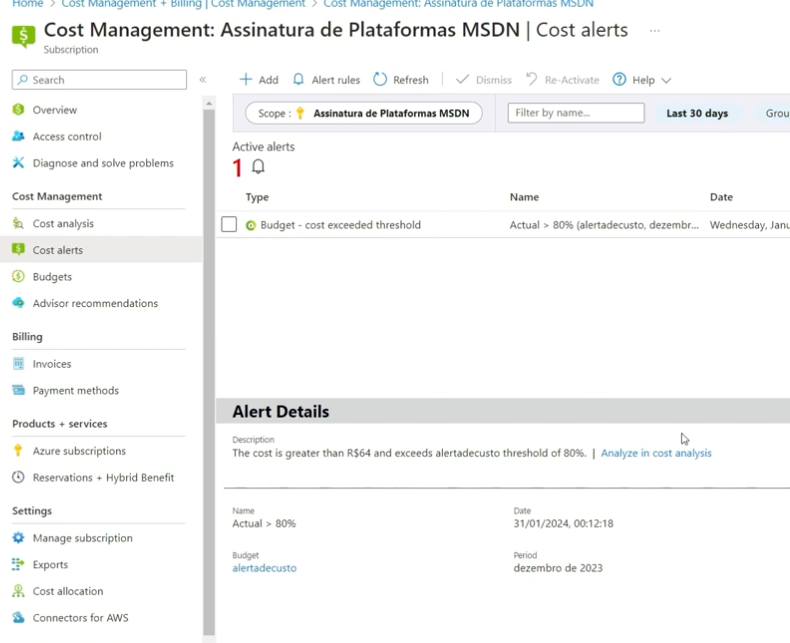 Home > Cost Management + Billing | Cost Management > Cost Management: Assinatura de Plataformas MSDN
Cost Management: Assinatura de Plataformas MSDN | Cost alerts ...
Subscription
Search «
Overview
Access control
Diagnose and solve problems
Cost Management
Cost analysis
Cost alerts
Budgets
Advisor recommendations
Billing
Invoices
Payment methods
Products + services
Azure subscriptions
Reservations + Hybrid Benefit
Settings
Manage subscription
Exports
Cost allocation
Connectors for AWS
Add Alert rules Refresh Dismiss Re-Activate Help
Scope : Assinatura de Plataformas MSDN Filter by name... Last 30 days Grou
Active alerts
1
Type Name Date
Budget - cost exceeded threshold Actual > 80% (alertadecusto, dezembr... Wednesday, Janu
Alert Details
Description
The cost is greater than R$64 and exceeds alertadecusto threshold of 80%. | Analyze in cost analysis
Name Date
Actual > 80% 31/01/2024, 00:12:18
Budget Period
alertadecusto dezembro de 2023